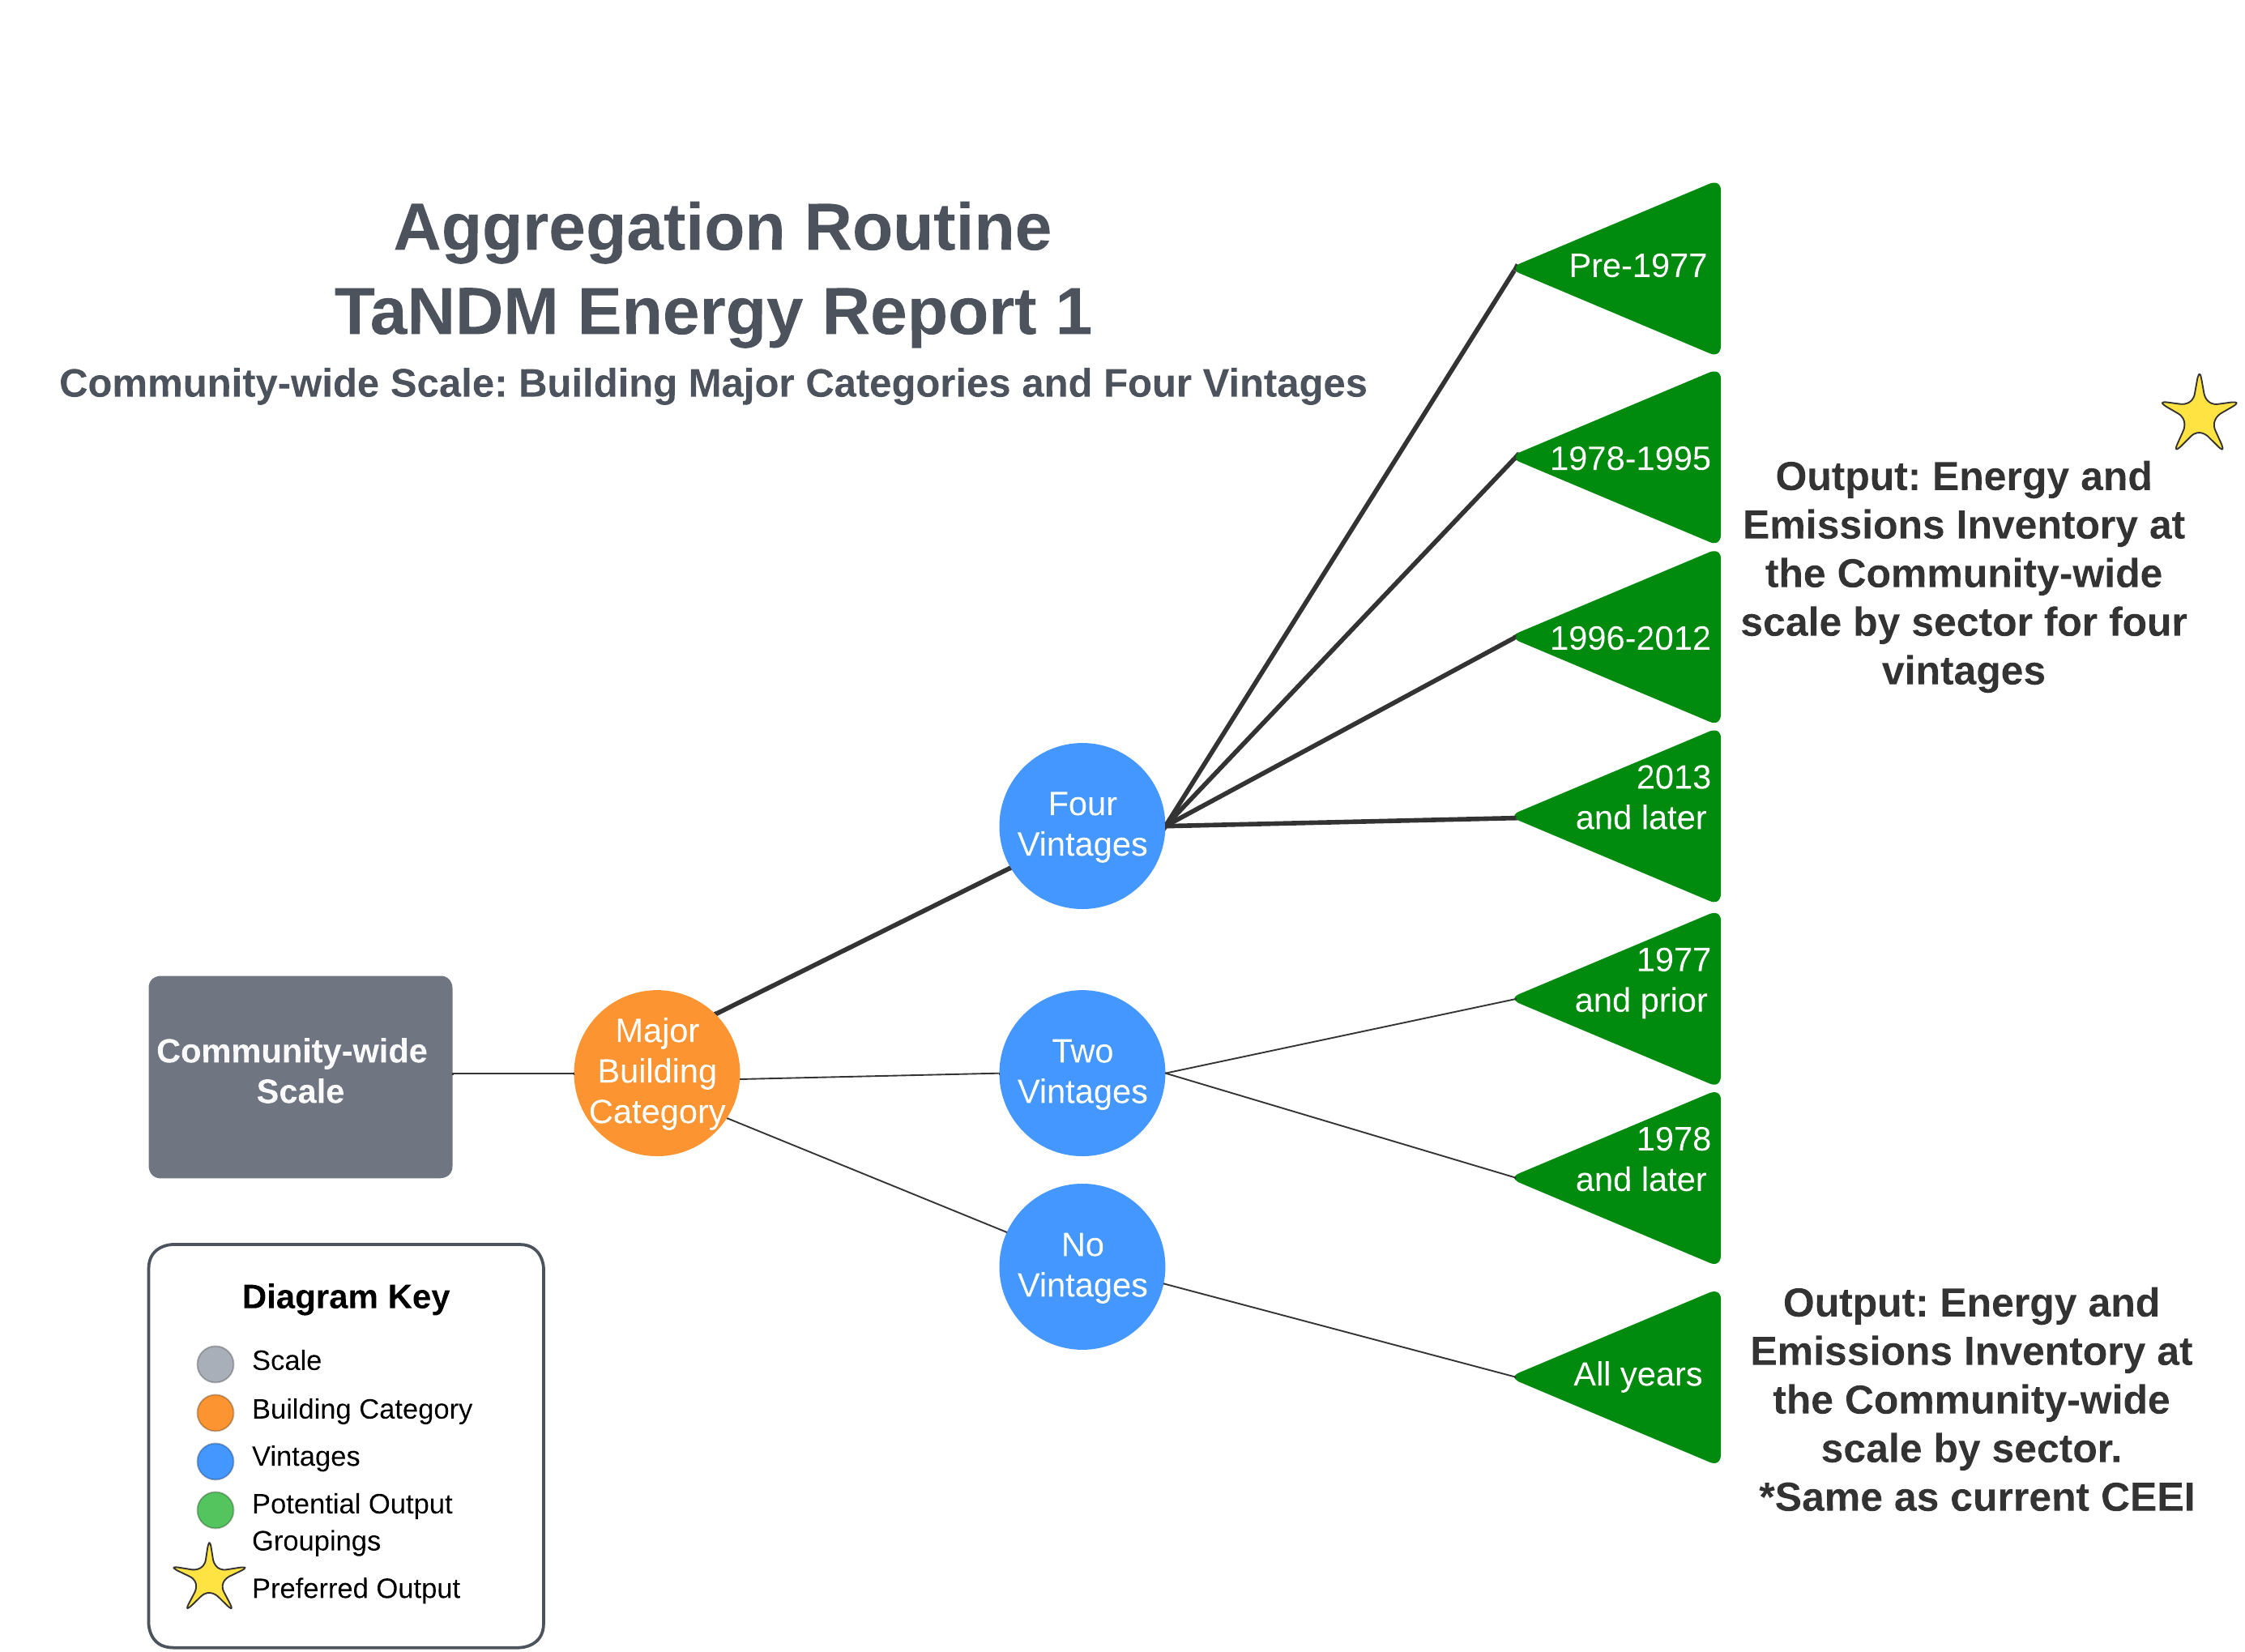 Aggregation Routine
TaNDM Energy Report 1
Community-wide Scale: Building Major Categories and Four Vintages
Pre-1977
1978-1995
1996-2012
2013
and later
Output: Energy and
Emissions Inventory at
the Community-wide
scale by sector for four
vintages
Four
Vintages
1977
and prior
1978
and later
Community-wide
Scale
Major
Building
Category
Two
Vintages
No
Vintages
All years
Output: Energy and
Emissions Inventory at
the Community-wide
scale by sector.
*Same as current CEEI
Diagram Key
Scale
Building Category
Vintages
Potential Output
Groupings
Preferred Output